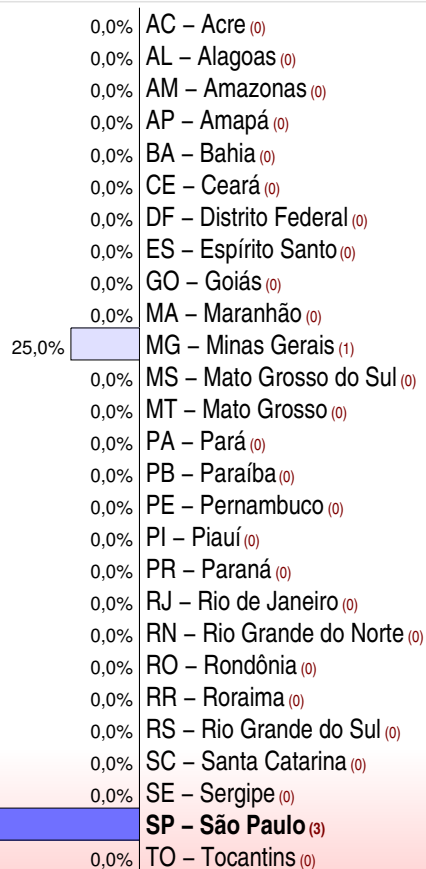 0,0% AC – Acre (0)
0,0% AL – Alagoas (0)
0,0% AM – Amazonas (0)
0,0% AP – Amapá (0)
0,0% BA – Bahia (0)
0,0% CE – Ceará (0)
0,0% DF – Distrito Federal (0)
0,0% ES – Espírito Santo (0)
0,0% GO – Goiás (0)
0,0% MA – Maranhão (0)
25,0% MG – Minas Gerais (1)
0,0% MS – Mato Grosso do Sul (0)
0,0% MT – Mato Grosso (0)
0,0% PA – Pará (0)
0,0% PB – Paraíba (0)
0,0% PE – Pernambuco (0)
0,0% PI – Piauí (0)
0,0% PR – Paraná (0)
0,0% RJ – Rio de Janeiro (0)
0,0% RN – Rio Grande do Norte (0)
0,0% RO – Rondônia (0)
0,0% RR – Roraima (0)
0,0% RS – Rio Grande do Sul (0)
0,0% SC – Santa Catarina (0)
0,0% SE – Sergipe (0)
SP – São Paulo (3)
0,0% TO – Tocantins (0)